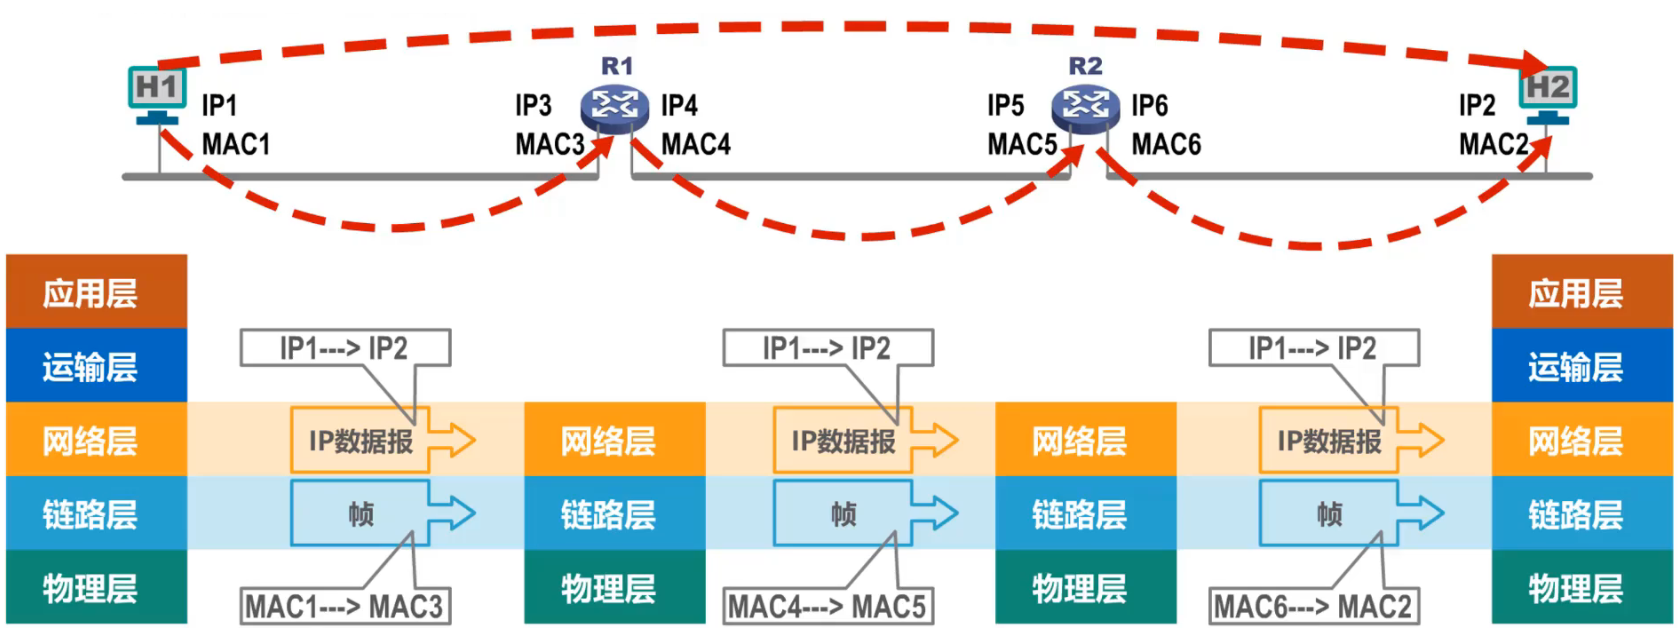 R1
R2
H1
H2
IP1
IP3
IP4
IP5
IP6
IP2
MAC1
MAC3
MAC4
MAC5
MAC6
MAC2
应用层
应用层
IP1---> IP2
IP1---> IP2
IP1---> IP2
运输层
运输层
网络层
IP数据报
网络层
IP数据报
网络层
IP数据报
网络层
链路层
帧
链路层
帧
链路层
帧
链路层
物理层
物理层
物理层
物理层
MAC1---> MAC3
MAC4---> MAC5
MAC6---> MAC2